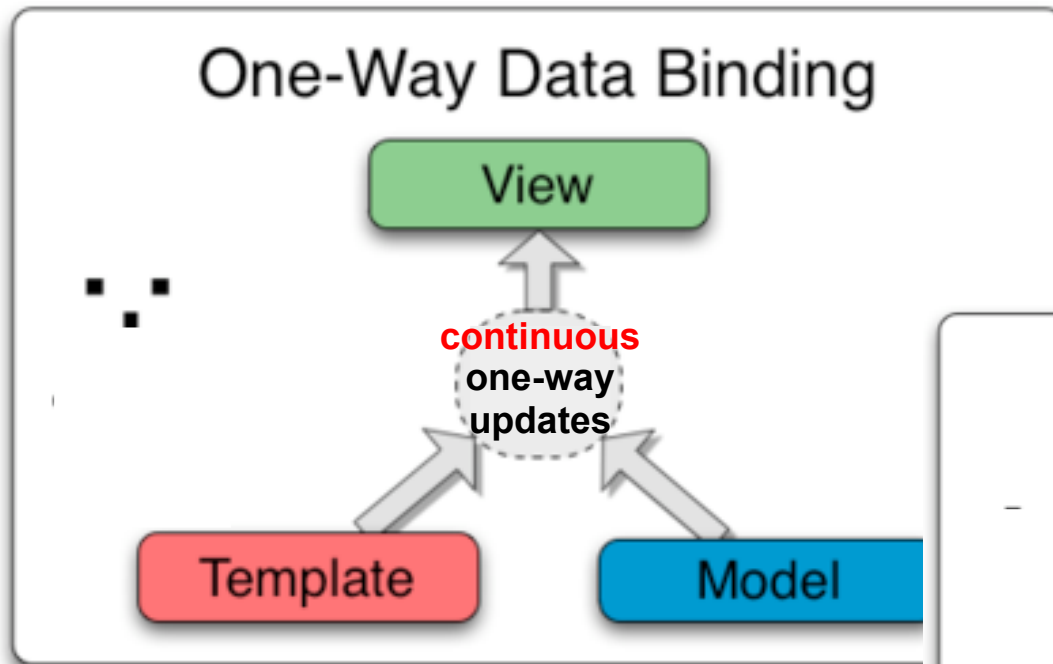 One-Way Data Binding
View
continuous
one-way
updates
Template
Model